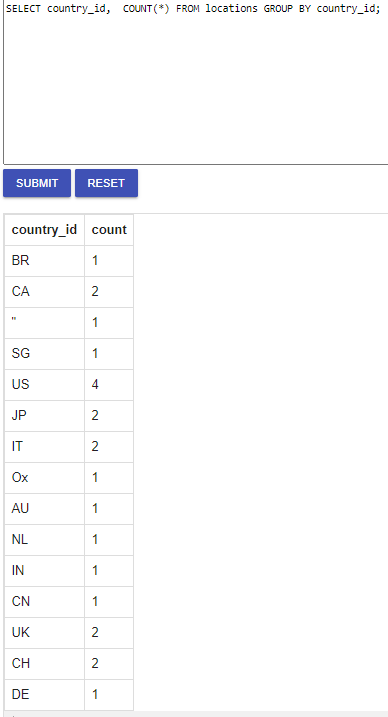 SELECT country_id,  COUNT(*) FROM locations GROUP BY country_id;
SUBMIT RESET
country_id count
BR 1
CA 2
" 1
SG 1
US 4
JP 2
IT 2
Ox 1
AU 1
NL 1
IN 1
CN 1
UK 2
CH 2
DE 1